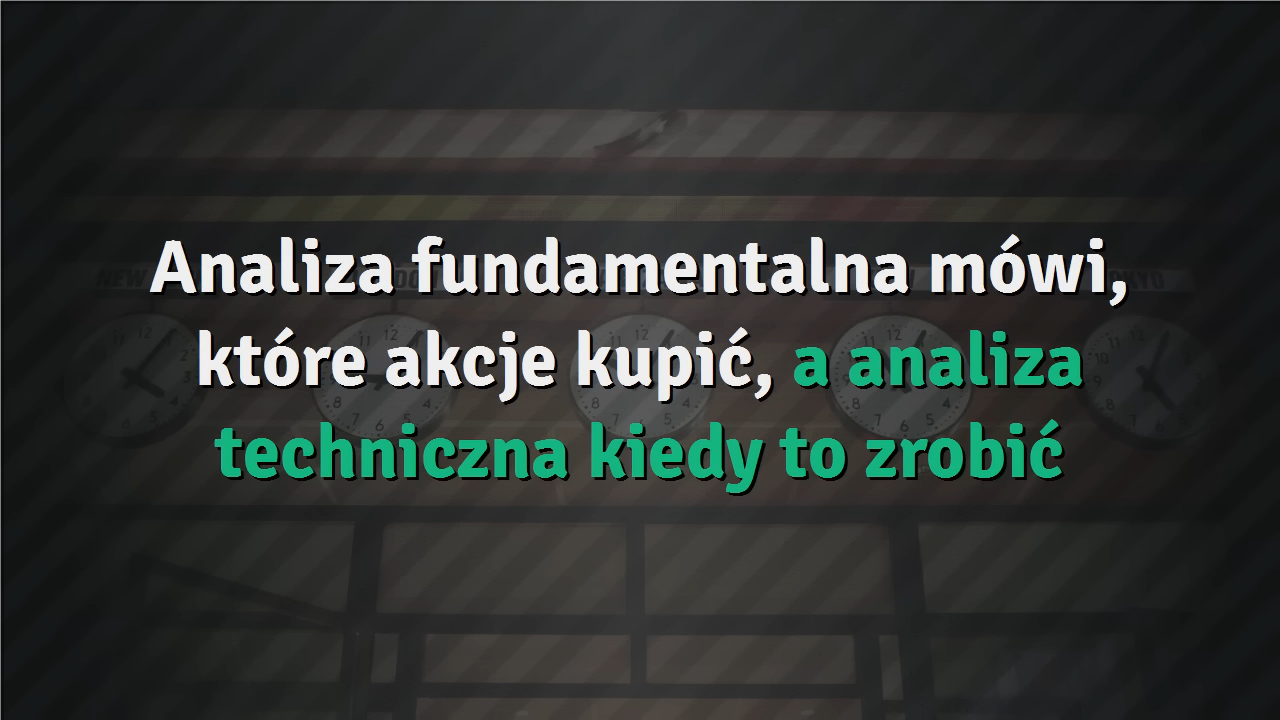 Analiza fundamentalna mówi,
które akcje kupić, a analiza
techniczna kiedy to zrobić